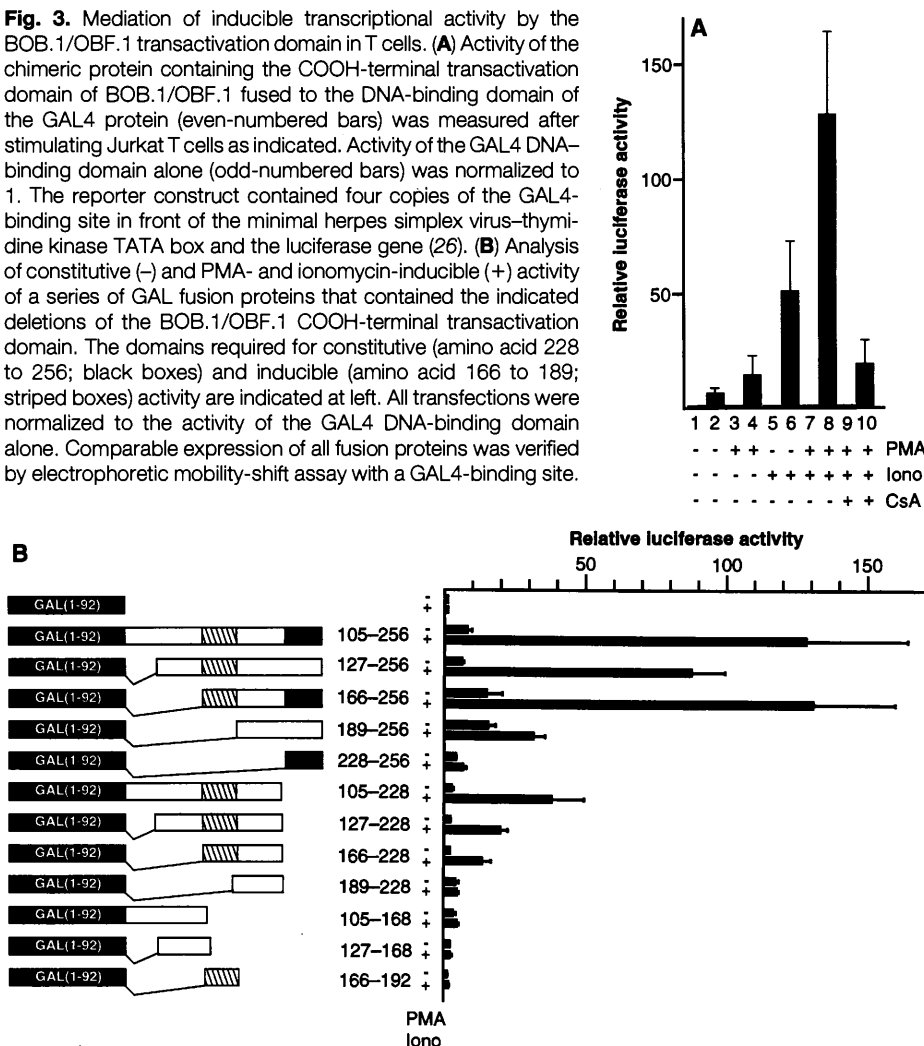 Fig. 3. Mediation of inducible transcriptional activity by the
BOB.1/OBF.1 transactivation domain in T cells. (A) Activity of the
chimeric protein containing the COOH-terminal transactivation
domain of BOB.1/OBF.1 fused to the DNA-binding domain of
the GAL4 protein (even-numbered bars) was measured after
stimulating Jurkat T cells as indicated. Activity of the GAL4 DNA–
binding domain alone (odd-numbered bars) was normalized to
1. The reporter construct contained four copies of the GAL4-
binding site in front of the minimal herpes simplex virus–thymi-
dine kinase TATA box and the luciferase gene (26). (B) Analysis
of constitutive (–) and PMA- and ionomycin-inducible (+) activity
of a series of GAL fusion proteins that contained the indicated
deletions of the BOB.1/OBF.1 COOH-terminal transactivation
domain. The domains required for constitutive (amino acid 228
to 256; black boxes) and inducible (amino acid 166 to 189;
striped boxes) activity are indicated at left. All transfections were
normalized to the activity of the GAL4 DNA-binding domain
alone. Comparable expression of all fusion proteins was verified
by electrophoretic mobility-shift assay with a GAL4-binding site.
A
Relative luciferase activity
150
100
50
1 2 3 4 5 6 7 8 9 10
- - + + - - + + + + PMA
- - - - + + + + + + Iono
- - - - - - - - + + CsA
B
Relative luciferase activity
50 100 150
GAL(1-92) - +
GAL(1-92) 105–256 - +
GAL(1-92) 127–256 - +
GAL(1-92) 166–256 - +
GAL(1-92) 189–256 - +
GAL(1-92) 228–256 - +
GAL(1-92) 105–228 - +
GAL(1-92) 127–228 - +
GAL(1-92) 166–228 - +
GAL(1-92) 189–228 - +
GAL(1-92) 105–168 - +
GAL(1-92) 127–168 - +
GAL(1-92) 166–192 - +
PMA
Iono